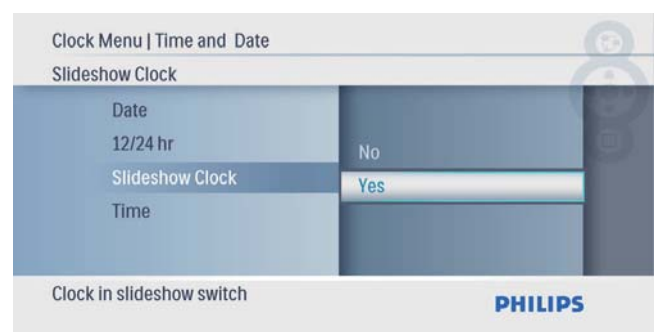 Clock Menu | Time and Date
Slideshow Clock
Date
12/24 hr
Slideshow Clock
Time
No
Yes
Clock in slideshow switch
PHILIPS